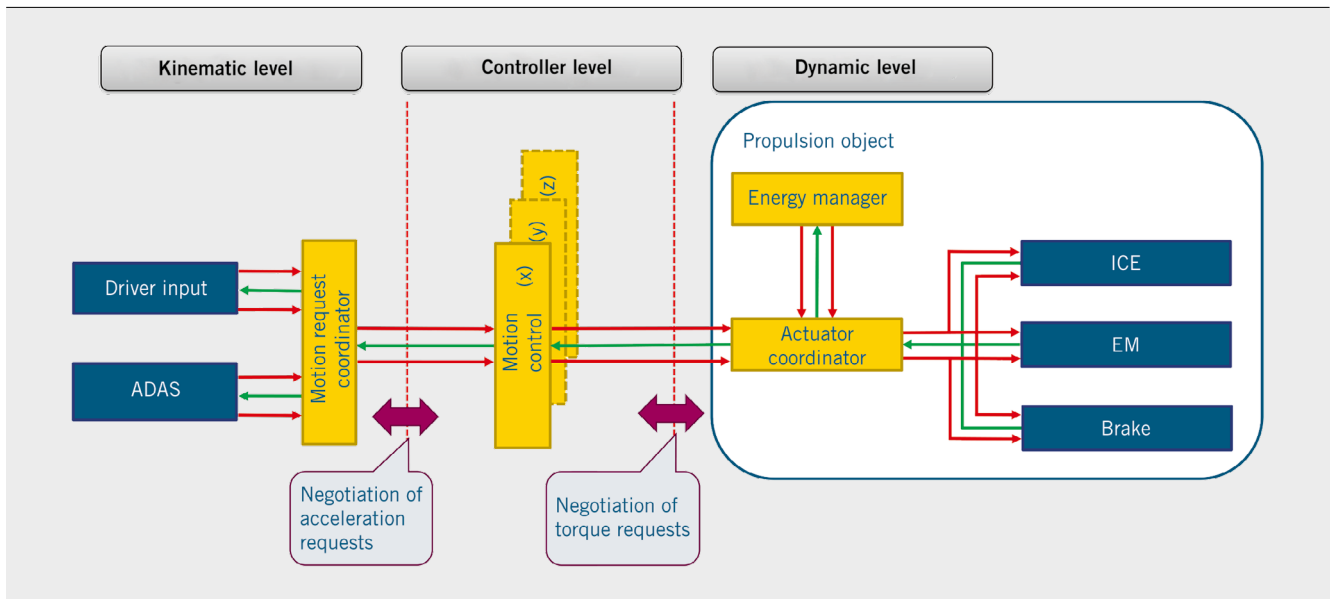 Kinematic level
Controller level
Dynamic level
Propulsion object
Energy manager
(z)
(y)
(x)
Motion
control
Driver input
ADAS
Motion request
coordinator
Actuator
coordinator
ICE
EM
Brake
Negotiation of
acceleration
requests
Negotiation of
torque requests